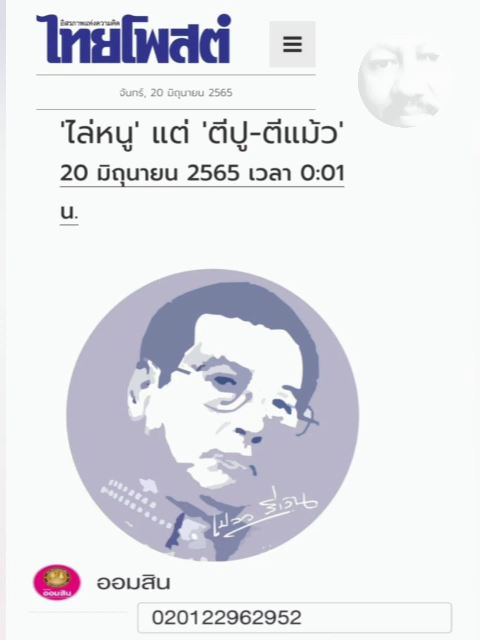 อิสรภาพแห่งความคิด
ไทยโพสต์
จันทร์, 20 มิถุนายน 2565
'ไล่หนู' แต่ 'ตีปู-ตีแม้ว'
20 มิถุนายน 2565 เวลา 0:01
น.
เปลว สีเงิน
ออมสิน
ออมสิน
020122962952